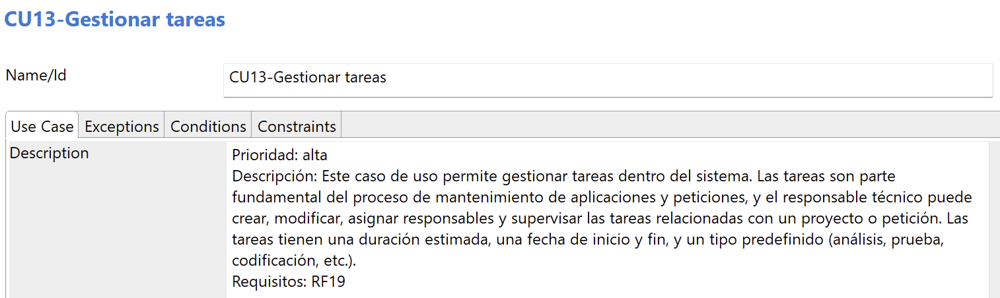 CU13-Gestionar tareas
Name/Id
CU13-Gestionar tareas
Use Case
Exceptions
Conditions
Constraints
Description
Prioridad: alta
Descripción: Este caso de uso permite gestionar tareas dentro del sistema. Las tareas son parte
fundamental del proceso de mantenimiento de aplicaciones y peticiones, y el responsable técnico puede
crear, modificar, asignar responsables y supervisar las tareas relacionadas con un proyecto o petición. Las
tareas tienen una duración estimada, una fecha de inicio y fin, y un tipo predefinido (análisis, prueba,
codificación, etc.).
Requisitos: RF19